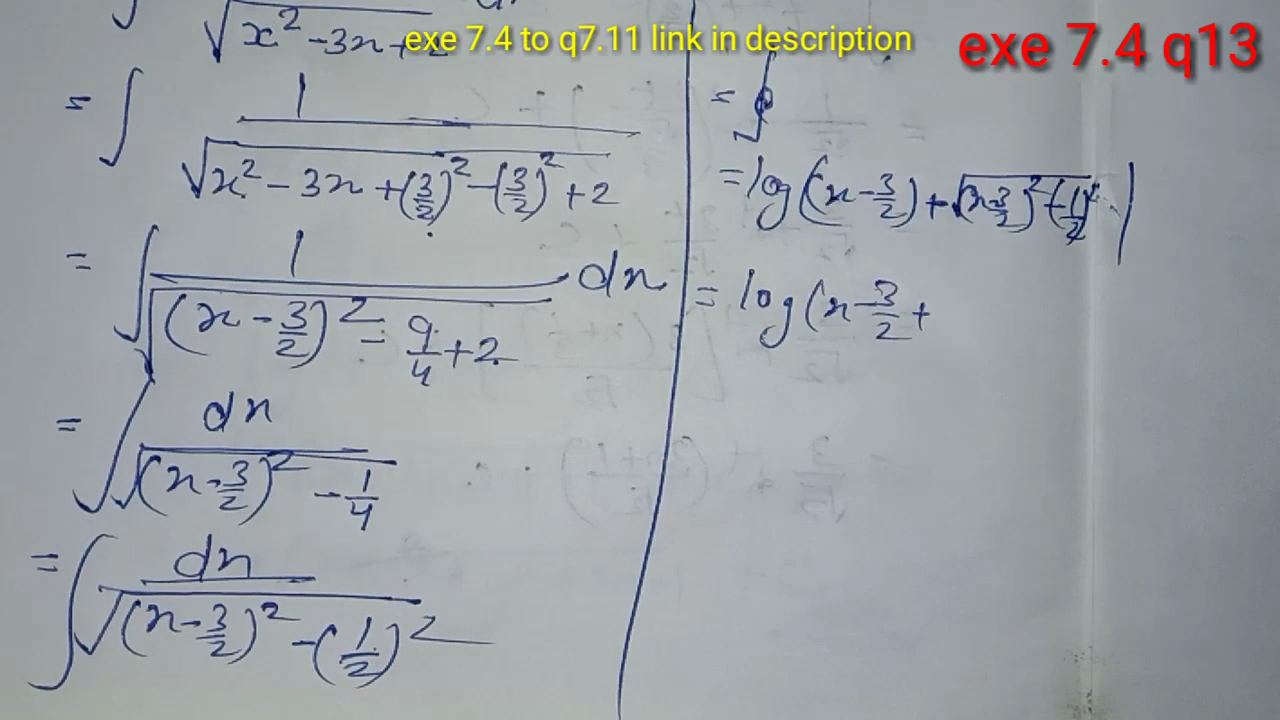 exe 7.4 to q7.11 link in description
exe 7.4 q13
√x² - 3x + 2
= ∫ 1 / √x² - 3x + (3/2)² - (3/2)² + 2
= ∫ 1 / √(x - 3/2)² - 9/4 + 2 dx
= ∫ dx / √(x - 3/2)² - 1/4
= ∫ dx / √(x - 3/2)² - (1/2)²
= ∫
= log (x - 3/2) + √(x - 3/2)² - (1/2)² |
= log (x - 3/2 +